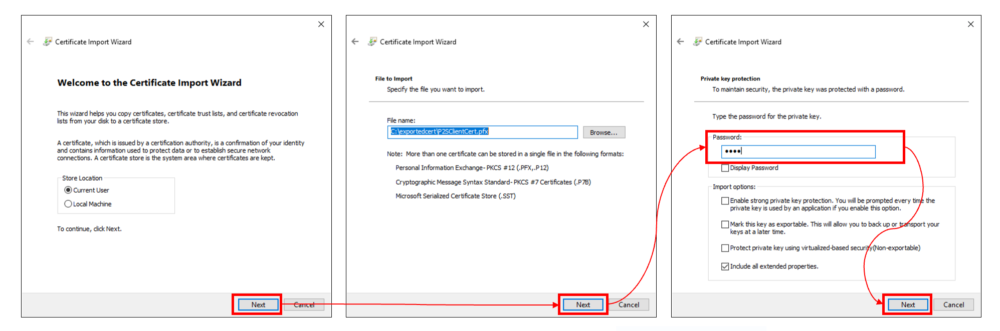 Certificate Import Wizard
Welcome to the Certificate Import Wizard
This wizard helps you copy certificates, certificate trust lists, and certificate revocation
lists from your disk to a certificate store.
A certificate, which is issued by a certification authority, is a confirmation of your identity
and contains information used to protect data or to establish secure network
connections. A certificate store is the system area where certificates are kept.
Store Location
Current User
Local Machine
To continue, click Next.
Next
Cancel
Certificate Import Wizard
File to Import
Specify the file you want to import.
File name:
C:\exportedcert\P2SClientCert.pfx
Browse...
Note: More than one certificate can be stored in a single file in the following formats:
Personal Information Exchange- PKCS #12 (.PFX,.P12)
Cryptographic Message Syntax Standard- PKCS #7 Certificates (.P7B)
Microsoft Serialized Certificate Store (.SST)
Next
Cancel
Certificate Import Wizard
Private key protection
To maintain security, the private key was protected with a password.
Type the password for the private key.
Password:
••••
Display Password
Import options:
Enable strong private key protection. You will be prompted every time the
private key is used by an application if you enable this option.
Mark this key as exportable. This will allow you to back up or transport your
keys at a later time.
Protect private key using virtualized-based security(Non-exportable)
Include all extended properties.
Next
Cancel